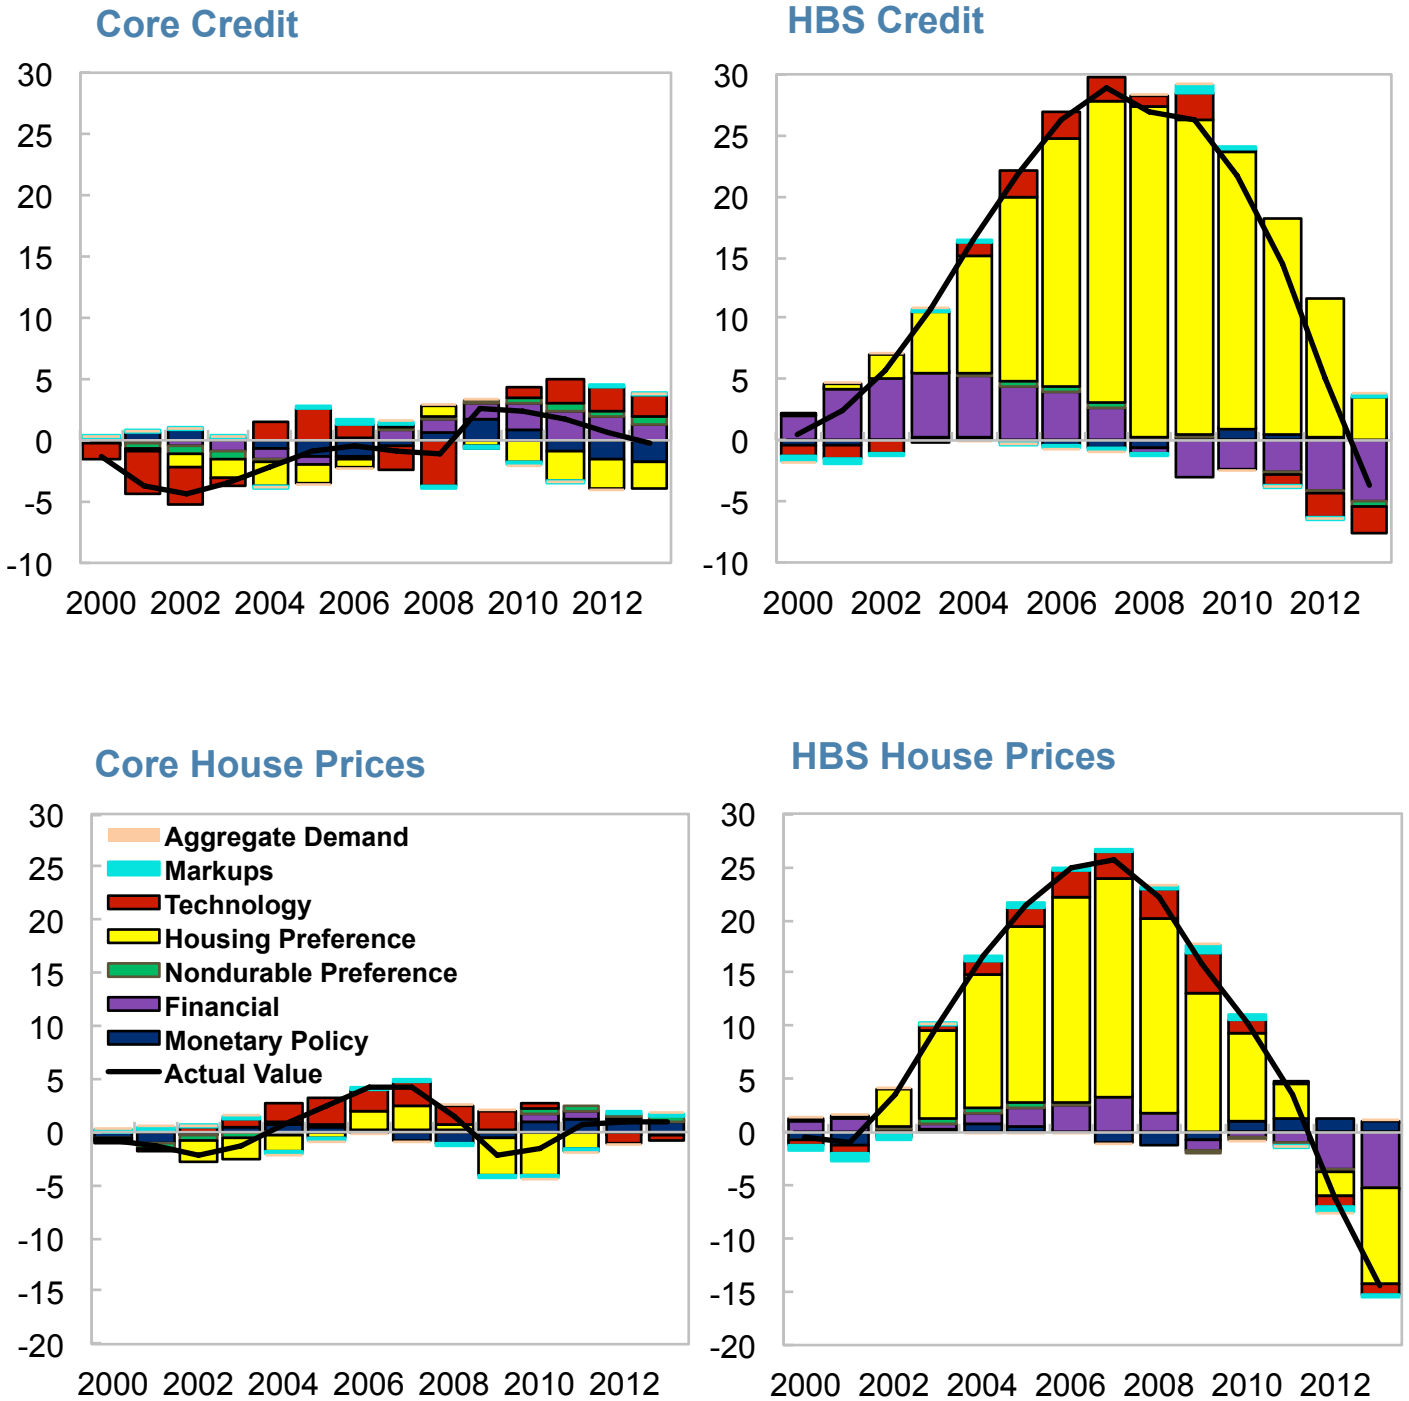 Core Credit
30
25
20
15
10
5
0
-5
-10
2000 2002 2004 2006 2008 2010 2012
HBS Credit
30
25
20
15
10
5
0
-5
-10
2000 2002 2004 2006 2008 2010 2012
Core House Prices
30
25
20
15
10
5
0
-5
-10
-15
-20
Aggregate Demand
Markups
Technology
Housing Preference
Nondurable Preference
Financial
Monetary Policy
Actual Value
2000 2002 2004 2006 2008 2010 2012
HBS House Prices
30
25
20
15
10
5
0
-5
-10
-15
-20
2000 2002 2004 2006 2008 2010 2012